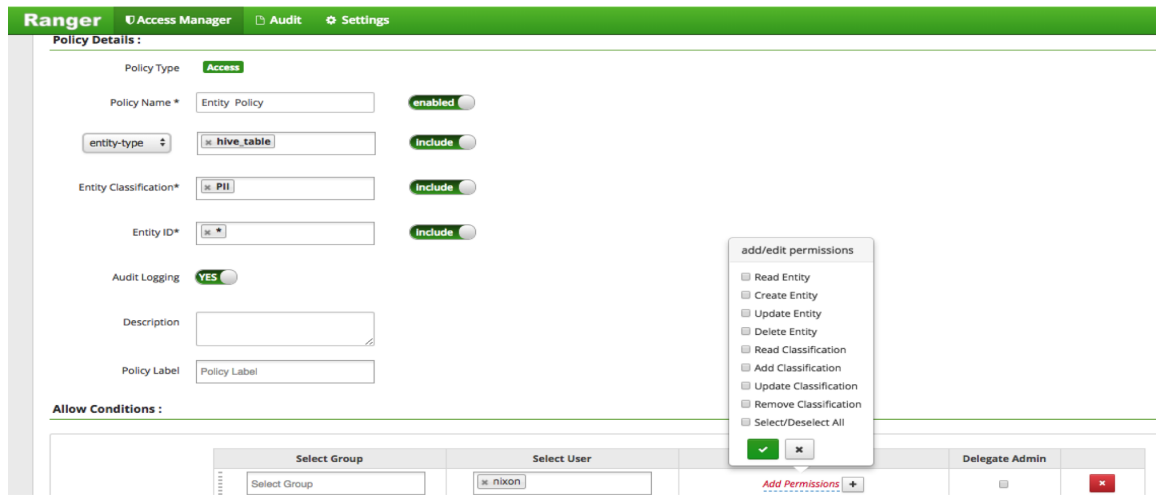 Ranger Access Manager Audit Settings
Policy Details :
Policy Type Access
Policy Name * Entity Policy enabled
entity-type × hive_table Include
Entity Classification* × PII Include
Entity ID* × * Include
Audit Logging YES
Description
Policy Label Policy Label
add/edit permissions
Read Entity
Create Entity
Update Entity
Delete Entity
Read Classification
Add Classification
Update Classification
Remove Classification
Select/Deselect All
Allow Conditions :
Select Group Select User Delegate Admin
Select Group × nixon Add Permissions +